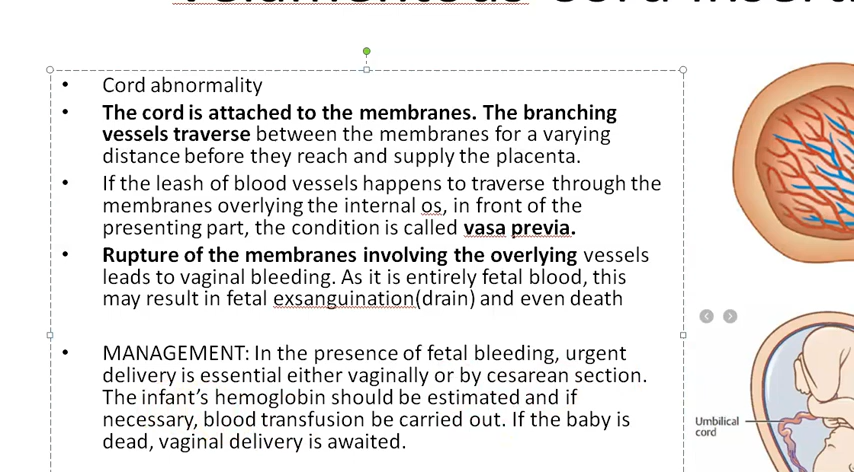 • Cord abnormality
• The cord is attached to the membranes. The branching
vessels traverse between the membranes for a varying
distance before they reach and supply the placenta.
• If the leash of blood vessels happens to traverse through the
membranes overlying the internal os, in front of the
presenting part, the condition is called vasa previa.
• Rupture of the membranes involving the overlying vessels
leads to vaginal bleeding. As it is entirely fetal blood, this
may result in fetal exsanguination(drain) and even death
• MANAGEMENT: In the presence of fetal bleeding, urgent
delivery is essential either vaginally or by cesarean section.
The infant's hemoglobin should be estimated and if
necessary, blood transfusion be carried out. If the baby is
dead, vaginal delivery is awaited.
Umbilical
cord